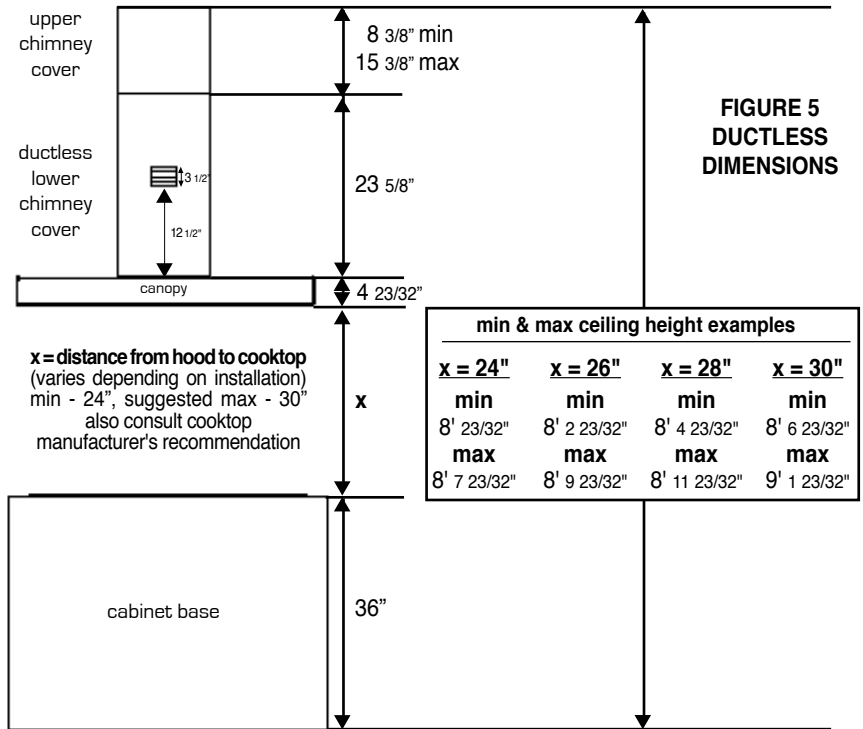 upper
chimney
cover
8 3/8" min
15 3/8" max
FIGURE 5
DUCTLESS
DIMENSIONS
ductless
lower
chimney
cover
3 1/2"
23 5/8"
12 1/2"
canopy
4 23/32"
x = distance from hood to cooktop
(varies depending on installation)
min - 24”, suggested max - 30”
also consult cooktop
manufacturer's recommendation
x
min & max ceiling height examples
x = 24" x = 26" x = 28" x = 30"
min min min min
8' 23/32" 8' 2 23/32" 8' 4 23/32" 8' 6 23/32"
max max max max
8' 7 23/32" 8' 9 23/32" 8' 11 23/32" 9' 1 23/32"
cabinet base
36”